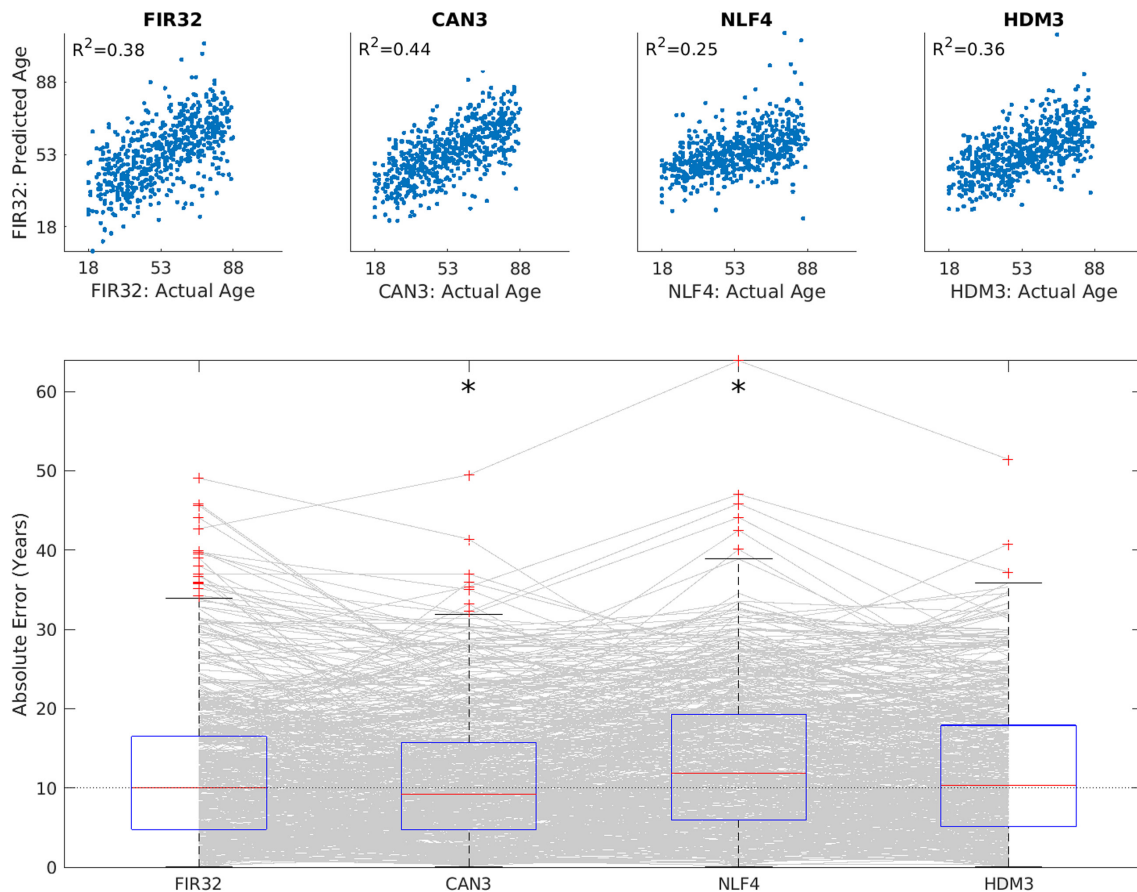 FIR32 CAN3 NLF4 HDM3
R²=0.38 R²=0.44 R²=0.25 R²=0.36
FIR32: Predicted Age
88
53
18
18 53 88 18 53 88 18 53 88 18 53 88
FIR32: Actual Age CAN3: Actual Age NLF4: Actual Age HDM3: Actual Age
Absolute Error (Years)
60
* *
50
40
30
20
10
0
FIR32 CAN3 NLF4 HDM3